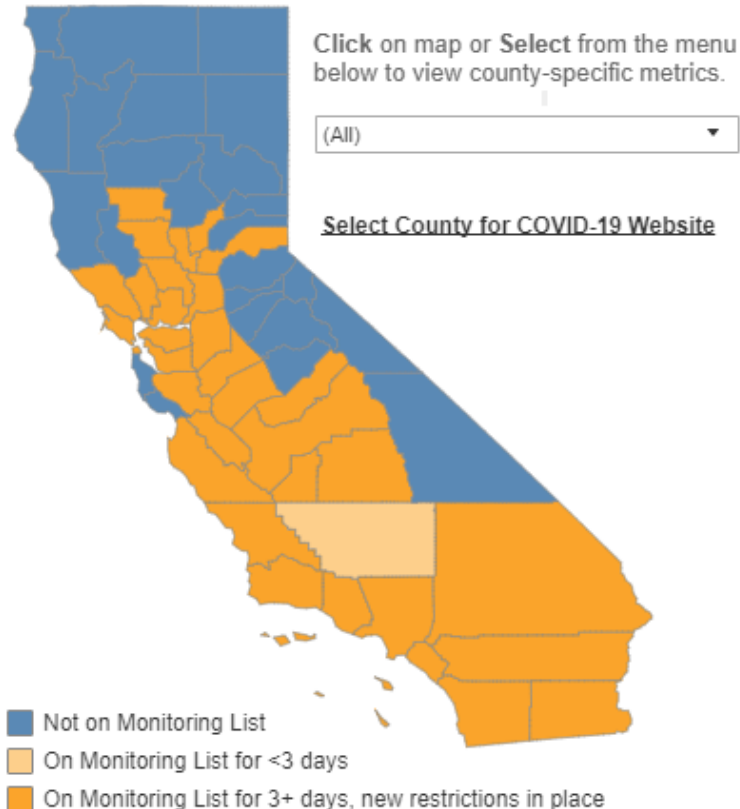 Click on map or Select from the menu
below to view county-specific metrics.
(All)
Select County for COVID-19 Website
Not on Monitoring List
On Monitoring List for <3 days
On Monitoring List for 3+ days, new restrictions in place